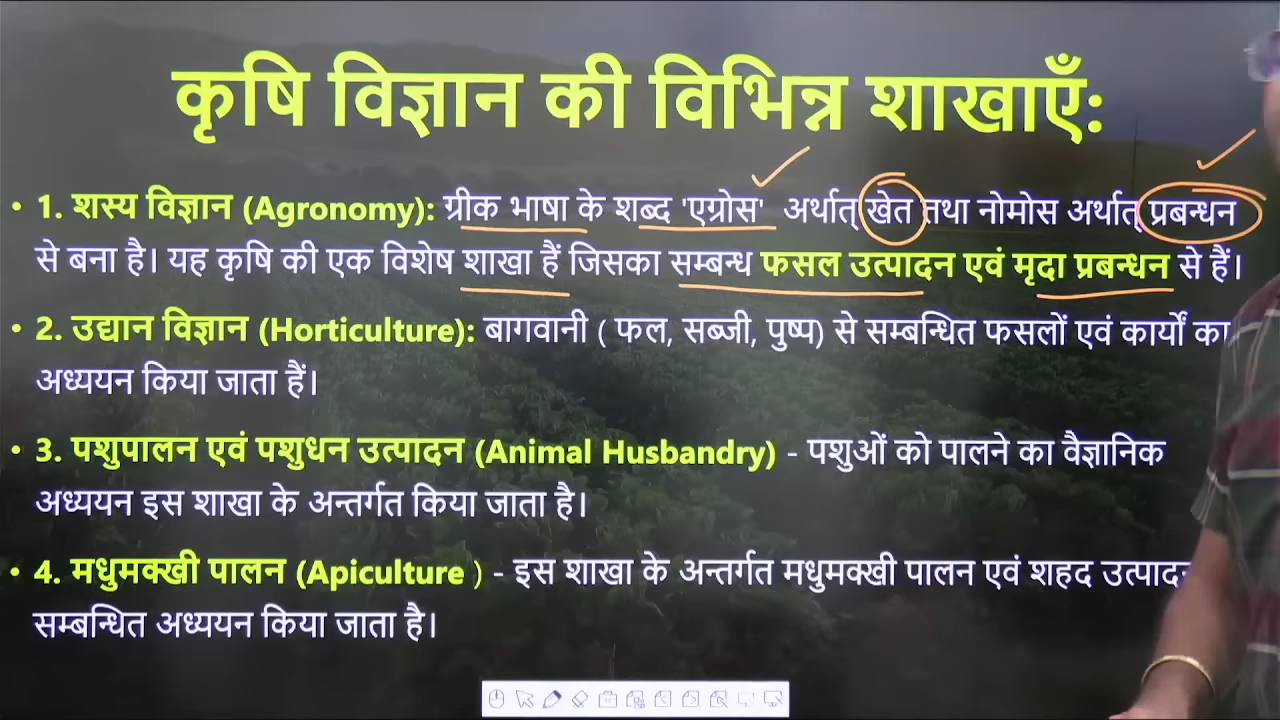 कृषि विज्ञान की विभिन्न शाखाएँ:
• 1. शस्य विज्ञान (Agronomy): ग्रीक भाषा के शब्द 'एग्रोस' अर्थात् खेत तथा नोमोस अर्थात् प्रबन्धन
से बना है। यह कृषि की एक विशेष शाखा हैं जिसका सम्बन्ध फसल उत्पादन एवं मृदा प्रबन्धन से हैं।
• 2. उद्यान विज्ञान (Horticulture): बागवानी ( फल, सब्जी, पुष्प) से सम्बन्धित फसलों एवं कार्यों का
अध्ययन किया जाता हैं।
• 3. पशुपालन एवं पशुधन उत्पादन (Animal Husbandry) - पशुओं को पालने का वैज्ञानिक
अध्ययन इस शाखा के अन्तर्गत किया जाता है।
• 4. मधुमक्खी पालन (Apiculture ) - इस शाखा के अन्तर्गत मधुमक्खी पालन एवं शहद
सम्बन्धित अध्ययन किया जाता है।